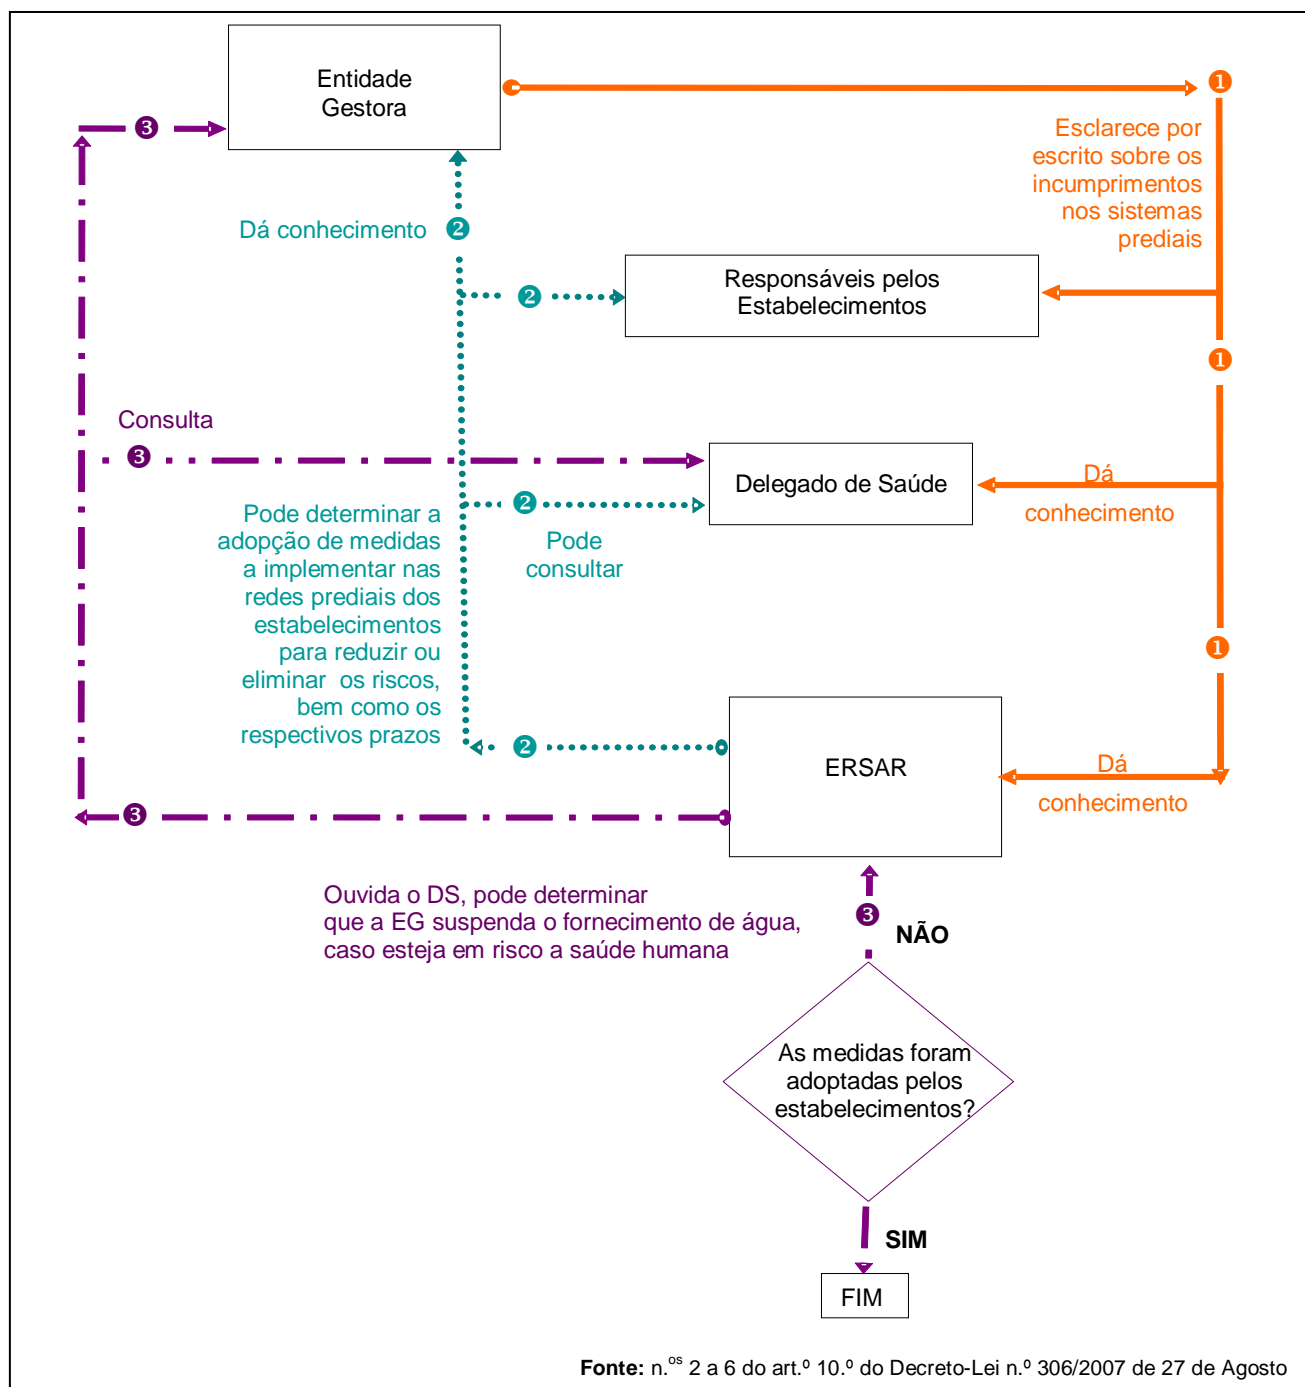 Entidade
Gestora
❶
❸
Esclarece por
escrito sobre os
incumprimentos
nos sistemas
prediais
Dá conhecimento ❷
Responsáveis pelos
Estabelecimentos
❷
❶
Consulta
❸
Delegado de Saúde
Dá
conhecimento
❷
Pode
consultar
Pode determinar a
adopção de medidas
a implementar nas
redes prediais dos
estabelecimentos
para reduzir ou
eliminar os riscos,
bem como os
respectivos prazos
❶
❷
ERSAR
Dá
conhecimento
❸
Ouvida o DS, pode determinar
que a EG suspenda o fornecimento de água,
caso esteja em risco a saúde humana
❸
NÃO
As medidas foram
adoptadas pelos
estabelecimentos?
SIM
FIM
Fonte: n.os 2 a 6 do art.º 10.º do Decreto-Lei n.º 306/2007 de 27 de Agosto